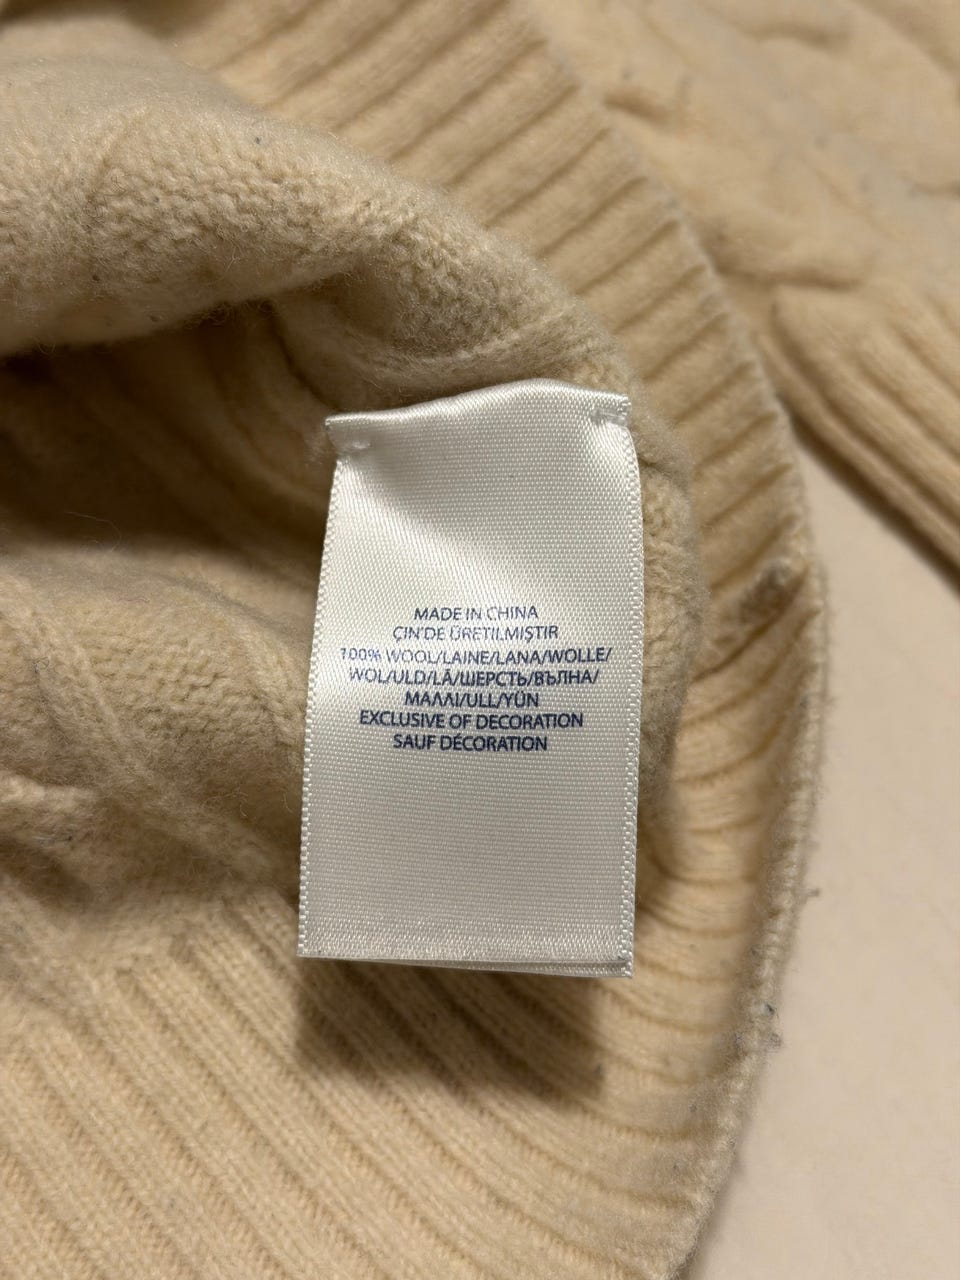 MADE IN CHINA
ÇIN'DE ÜRETILMIŞTIR
100% WOOL/LAINE/LANA/WOLLE/
WOL/ULD/LÃ/ШЕРСТЬ/ВЪЛНА/
ΜΑΛΛΙ/ULL/YÜN
EXCLUSIVE OF DECORATION
SAUF DÉCORATION